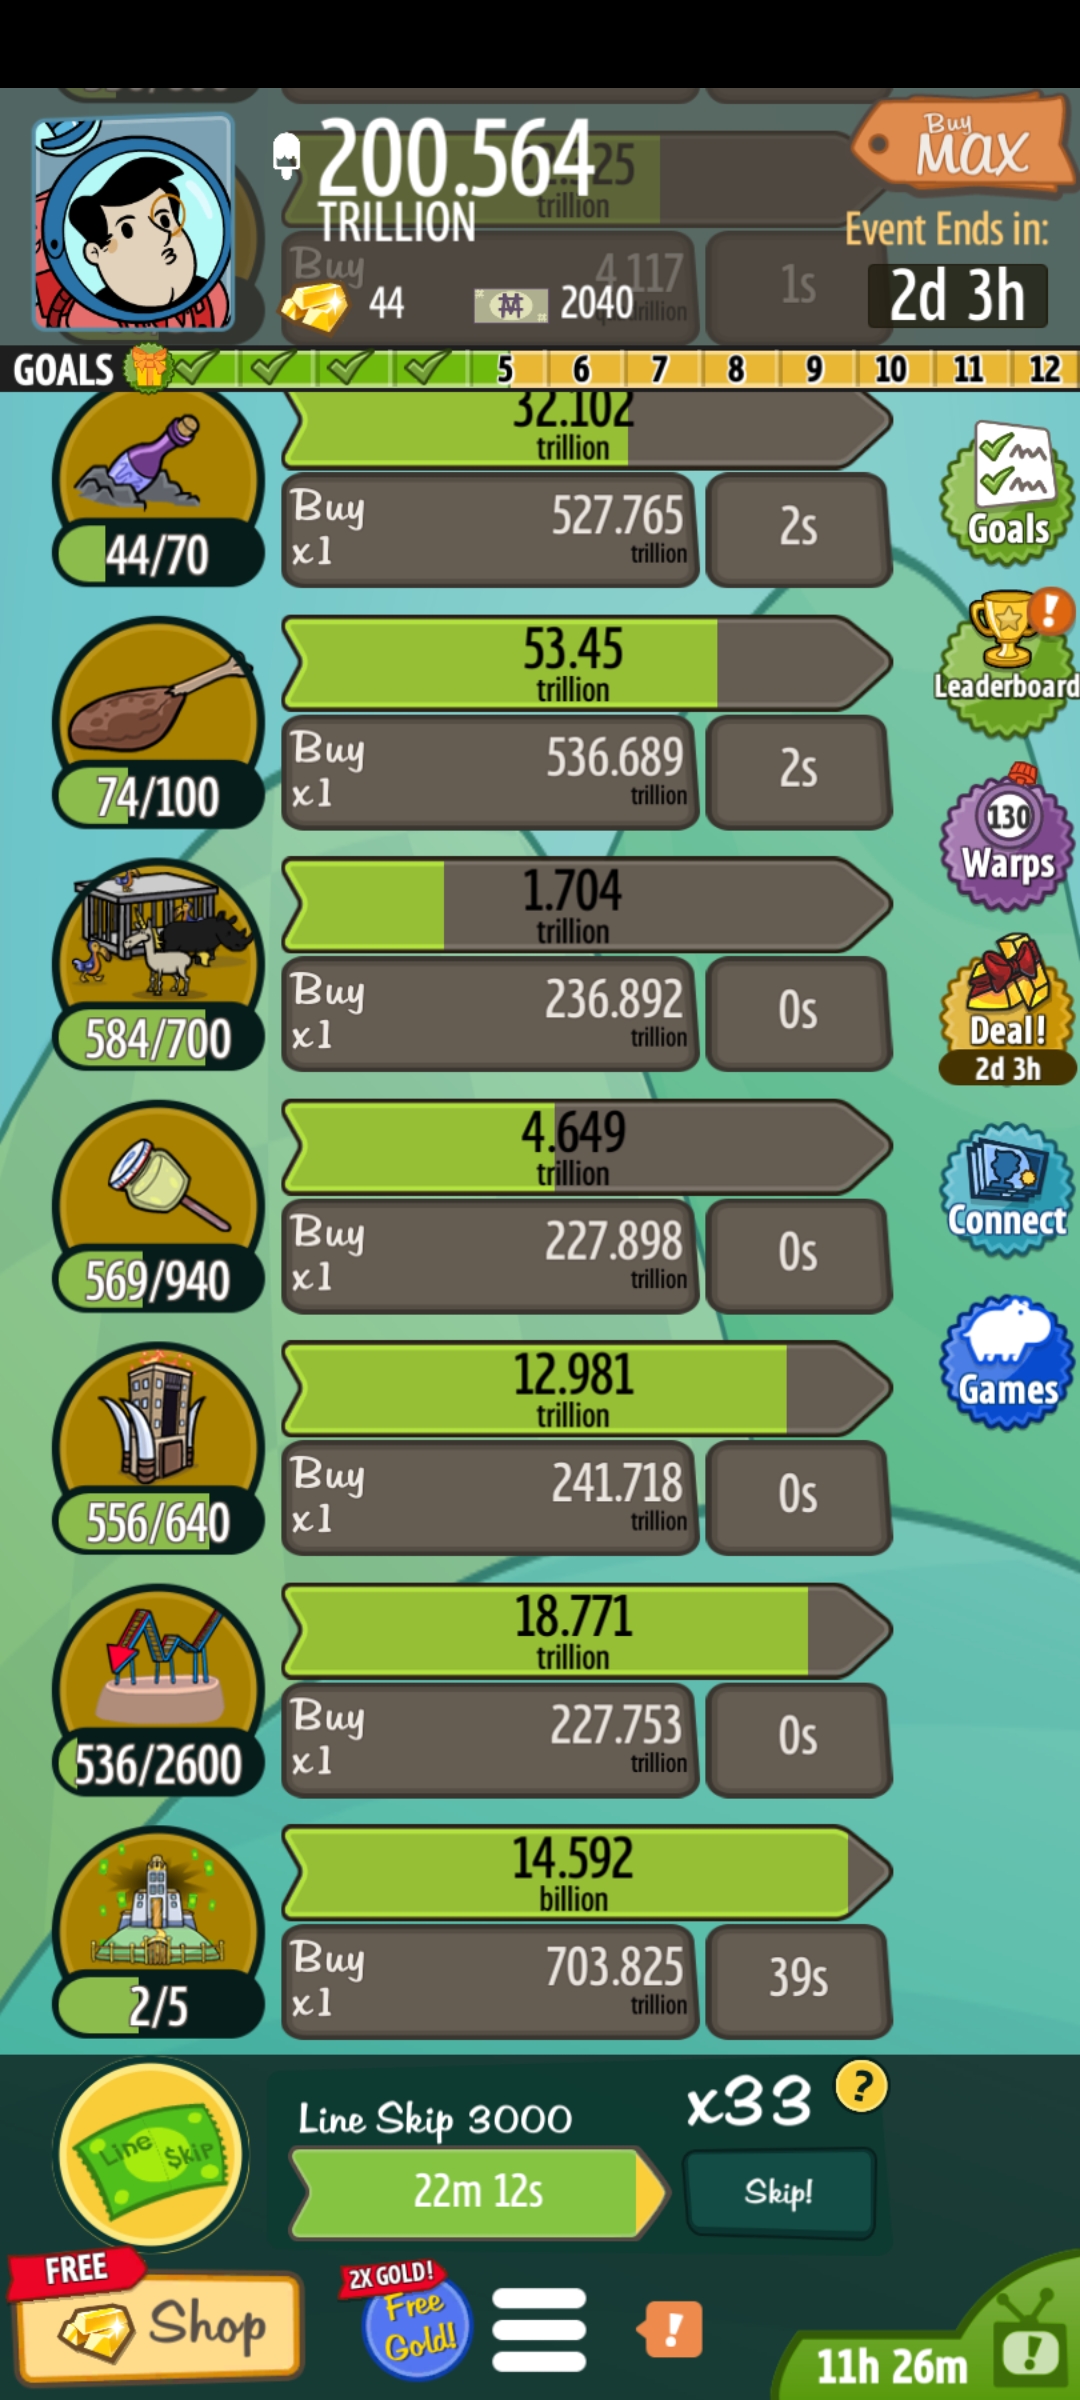 200.564
TRILLION
44
2040
Buy
MAX
Event Ends in:
2d 3h
trillion
Buy
4.117
1s
GOALS
5
6
7
8
9
10
11
12
32.102
trillion
44/70
Buy
x1
527.765
trillion
2s
Goals
53.45
trillion
74/100
Buy
x1
536.689
trillion
2s
Leaderboard
1.704
trillion
584/700
Buy
x1
236.892
trillion
0s
130
Warps
Deal!
2d 3h
4.649
trillion
569/940
Buy
x1
227.898
trillion
0s
Connect
12.981
trillion
556/640
Buy
x1
241.718
trillion
0s
Games
18.771
trillion
536/2600
Buy
x1
227.753
trillion
0s
14.592
billion
2/5
Buy
x1
703.825
trillion
39s
Line $kip
Line Skip 3000
22m 12s
x33
?
Skip!
FREE
Shop
2X GOLD!
Free
Gold!
!
11h 26m
!